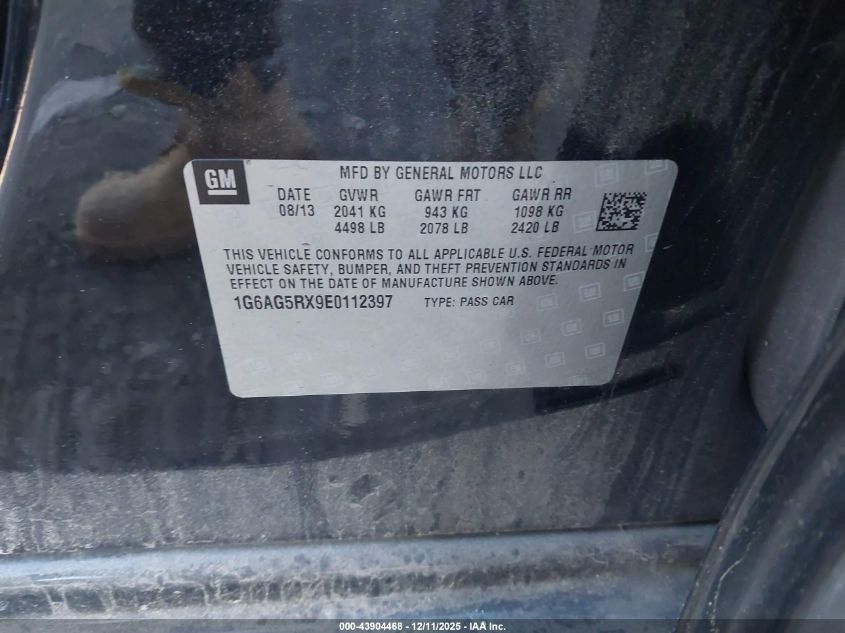 GM
MFD BY GENERAL MOTORS LLC
DATE GVWR GAWR FRT GAWR RR
08/13 2041 KG 943 KG 1098 KG
4498 LB 2078 LB 2420 LB
THIS VEHICLE CONFORMS TO ALL APPLICABLE U.S. FEDERAL MOTOR
VEHICLE SAFETY, BUMPER, AND THEFT PREVENTION STANDARDS IN
EFFECT ON THE DATE OF MANUFACTURE SHOWN ABOVE.
1G6AG5RX9E0112397 TYPE: PASS CAR
000-43904468 - 12/11/2025 - IAA Inc.